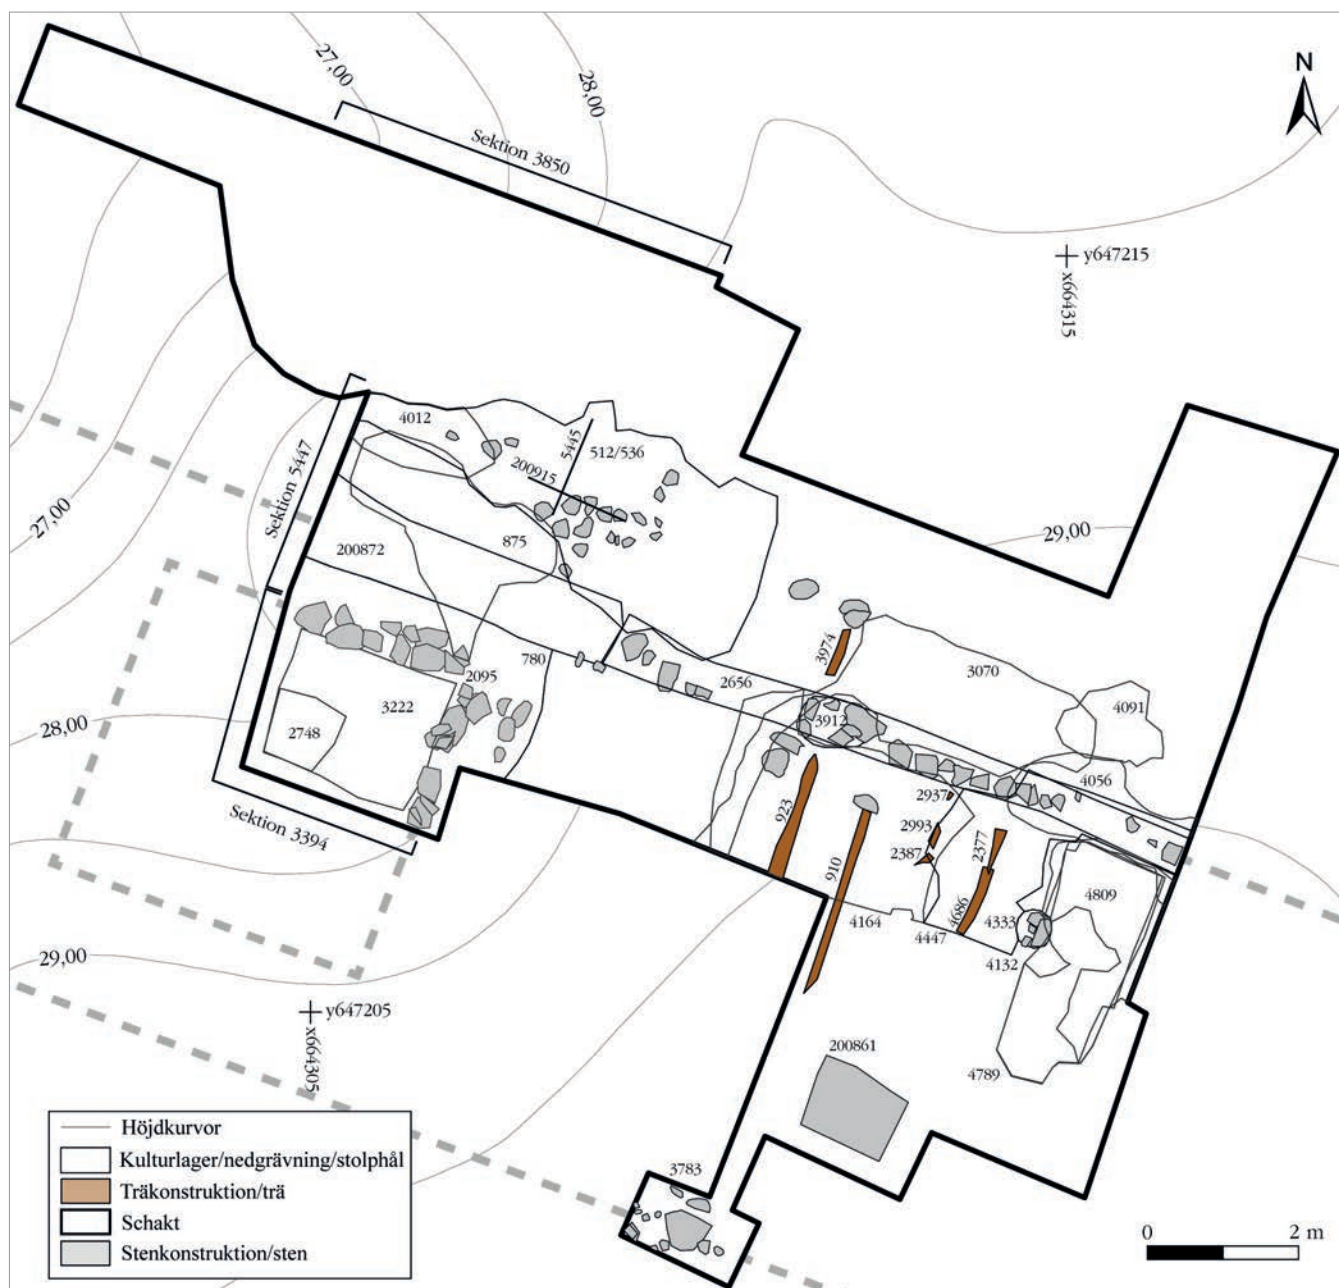 27,00
28,00
N
Sektion 3850
y647215
x664315
4012
5445
512/536
200915
Sektion 5447
27,00
29,00
875
200872
3974
780
2095
2656
3070
3222
4091
3912
2748
28,00
4056
2937
923
Sektion 3394
2993
2377
2387
910
4809
4686
4333
4164
4447
4132
29,00
y647205
x664305
200861
4789
Höjdkurvor
Kulturlager/nedgrävning/stolphål
Träkonstruktion/trä
Schakt
Stenkonstruktion/sten
3783
0 2 m